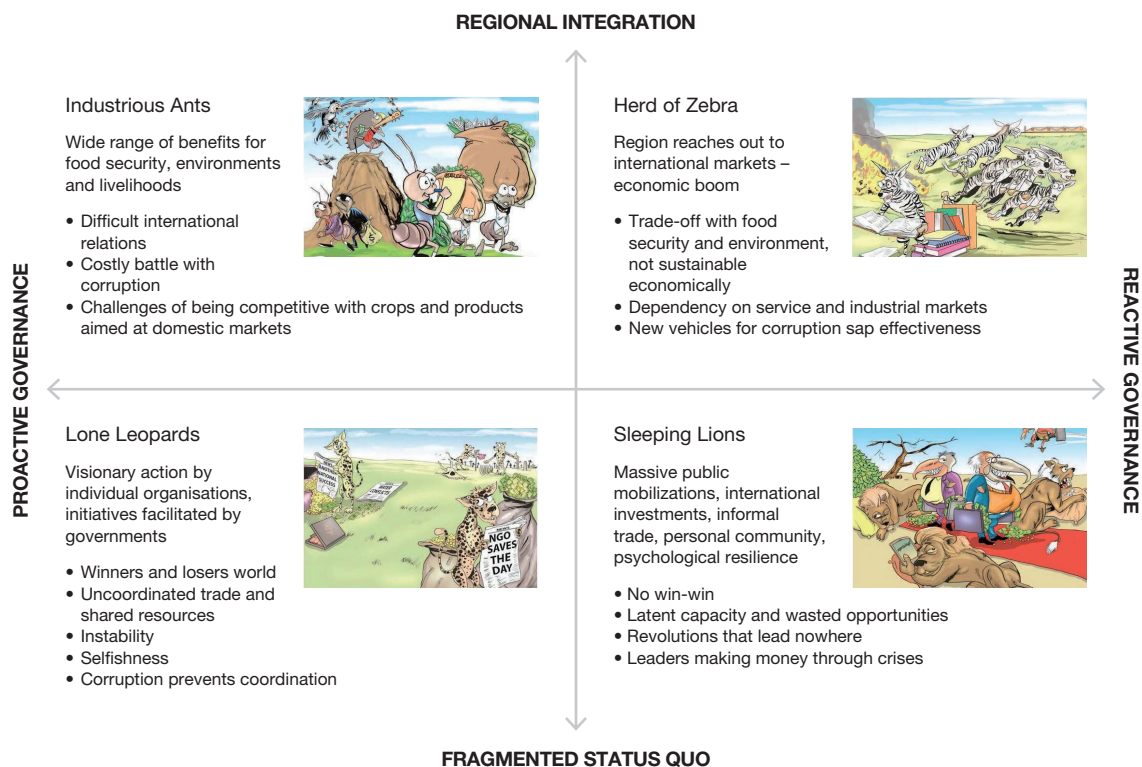 REGIONAL INTEGRATION
Industrious Ants
Wide range of benefits for
food security, environments
and livelihoods
• Difficult international
relations
• Costly battle with
corruption
• Challenges of being competitive with crops and products
aimed at domestic markets
Herd of Zebra
Region reaches out to
international markets –
economic boom
• Trade-off with food
security and environment,
not sustainable
economically
• Dependency on service and industrial markets
• New vehicles for corruption sap effectiveness
PROACTIVE GOVERNANCE
REACTIVE GOVERNANCE
Lone Leopards
Visionary action by
individual organisations,
initiatives facilitated by
governments
• Winners and losers world
• Uncoordinated trade and
shared resources
• Instability
• Selfishness
• Corruption prevents coordination
NGO
SAVES
THE
DAY
Sleeping Lions
Massive public
mobilizations, international
investments, informal
trade, personal community,
psychological resilience
• No win-win
• Latent capacity and wasted opportunities
• Revolutions that lead nowhere
• Leaders making money through crises
FRAGMENTED STATUS QUO